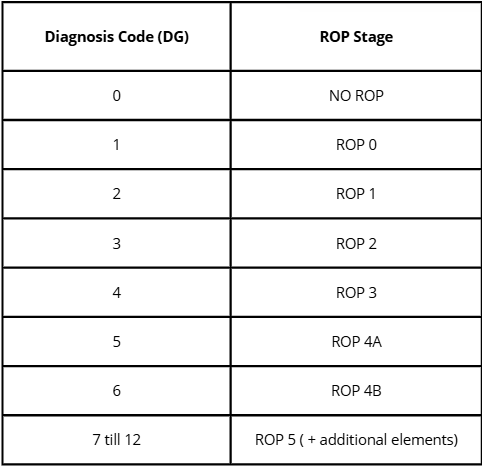 Diagnosis Code (DG) ROP Stage
0 NO ROP
1 ROP 0
2 ROP 1
3 ROP 2
4 ROP 3
5 ROP 4A
6 ROP 4B
7 till 12 ROP 5 ( + additional elements)